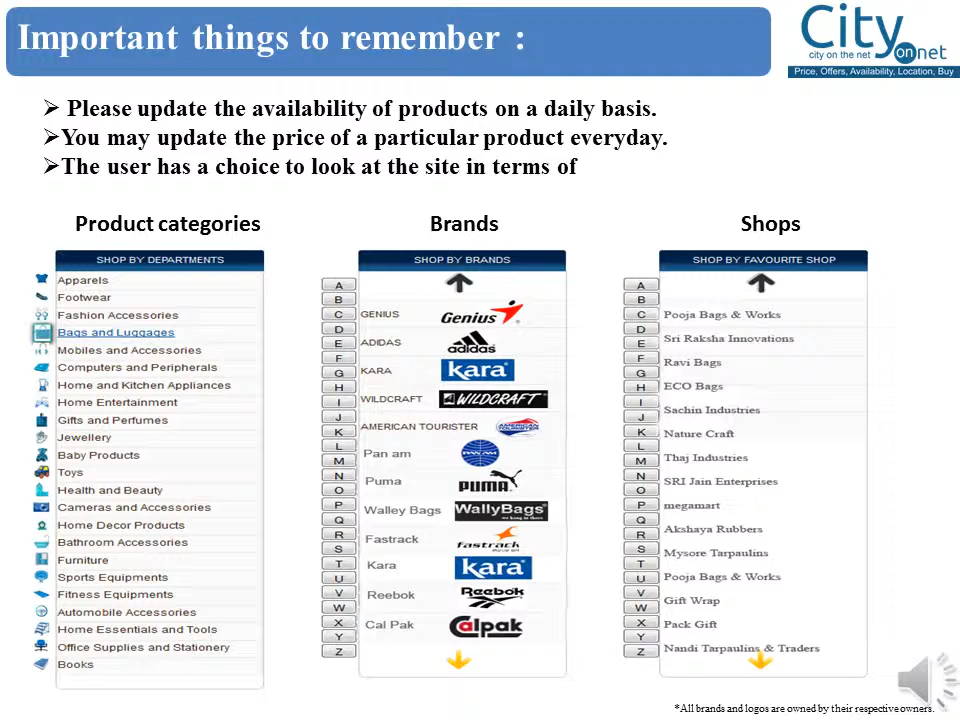 Important things to remember :
City
on net
city on the net
Price, Offers, Availability, Location, Buy
Please update the availability of products on a daily basis.
You may update the price of a particular product everyday.
The user has a choice to look at the site in terms of
Product categories
SHOP BY DEPARTMENTS
Apparels
Footwear
Fashion Accessories
Bags and Luggages
Mobiles and Accessories
Computers and Peripherals
Home and Kitchen Appliances
Home Entertainment
Gifts and Perfumes
Jewellery
Baby Products
Toys
Health and Beauty
Cameras and Accessories
Home Decor Products
Bathroom Accessories
Furniture
Sports Equipments
Fitness Equipments
Automobile Accessories
Home Essentials and Tools
Office Supplies and Stationery
Books
Brands
SHOP BY BRANDS
A
B
C
D
E
F
G
H
I
J
K
L
M
N
O
P
Q
R
S
T
U
V
W
X
Y
Z
GENIUS Genius
ADIDAS adidas
KARA kara
WILDCRAFT WILDCRAFT
AMERICAN TOURISTER AMERICAN TOURISTER
Pan am PAN AM
Puma PUMA
Walley Bags WallyBags
Fastrack fastrack
Kara kara
Reebok Reebok
Cal Pak Calpak
Shops
SHOP BY FAVOURITE SHOP
A
B
C
D
E
F
G
H
I
J
K
L
M
N
O
P
Q
R
S
T
U
V
W
X
Y
Z
Pooja Bags & Works
Sri Raksha Innovations
Ravi Bags
ECO Bags
Sachin Industries
Nature Craft
Thaj Industries
SRI Jain Enterprises
megamart
Akshaya Rubbers
Mysore Tarpaulins
Pooja Bags & Works
Gift Wrap
Pack Gift
Nandi Tarpaulins & Traders
*All brands and logos are owned by their respective owners.